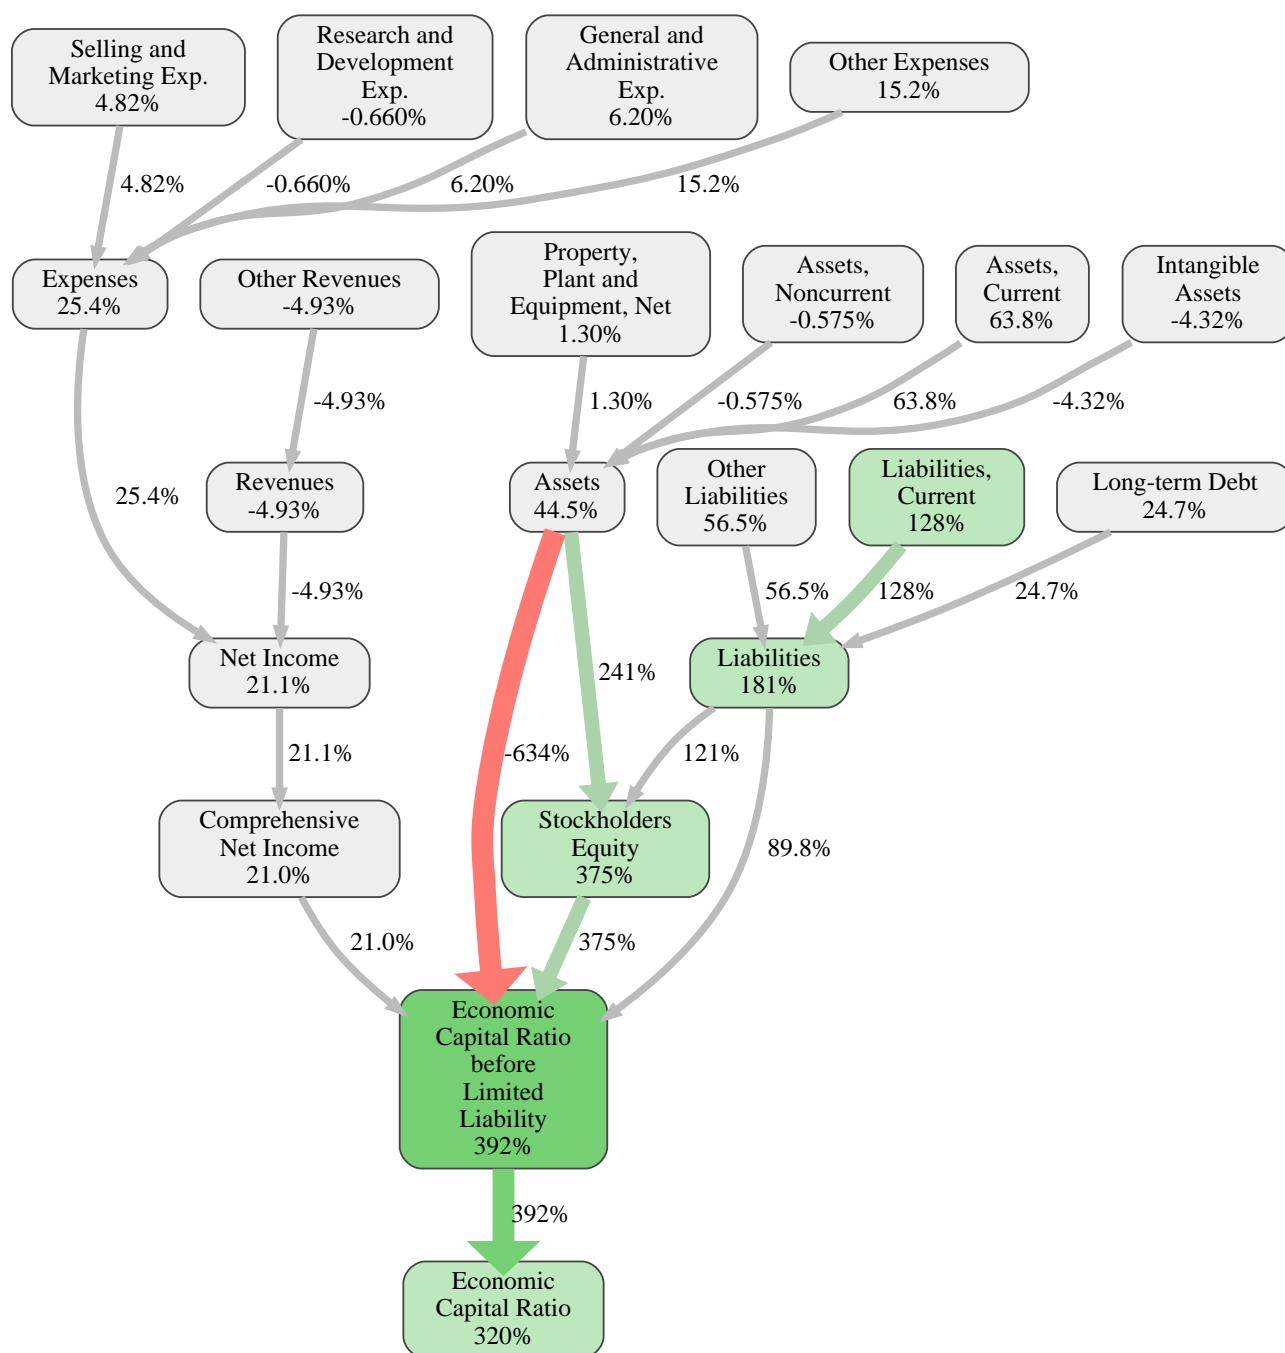 Selling and
Marketing Exp.
4.82%
Research and
Development
Exp.
-0.660%
General and
Administrative
Exp.
6.20%
Other Expenses
15.2%
4.82%
-0.660%
6.20%
15.2%
Expenses
25.4%
Other Revenues
-4.93%
Property,
Plant and
Equipment, Net
1.30%
Assets,
Noncurrent
-0.575%
Assets,
Current
63.8%
Intangible
Assets
-4.32%
-4.93%
1.30%
-0.575%
63.8%
-4.32%
25.4%
Revenues
-4.93%
Assets
44.5%
Other
Liabilities
56.5%
Liabilities,
Current
128%
Long-term Debt
24.7%
-4.93%
56.5%
128%
24.7%
Net Income
21.1%
241%
Liabilities
181%
21.1%
-634%
121%
Comprehensive
Net Income
21.0%
Stockholders
Equity
375%
89.8%
21.0%
375%
Economic
Capital Ratio
before
Limited
Liability
392%
392%
Economic
Capital Ratio
320%